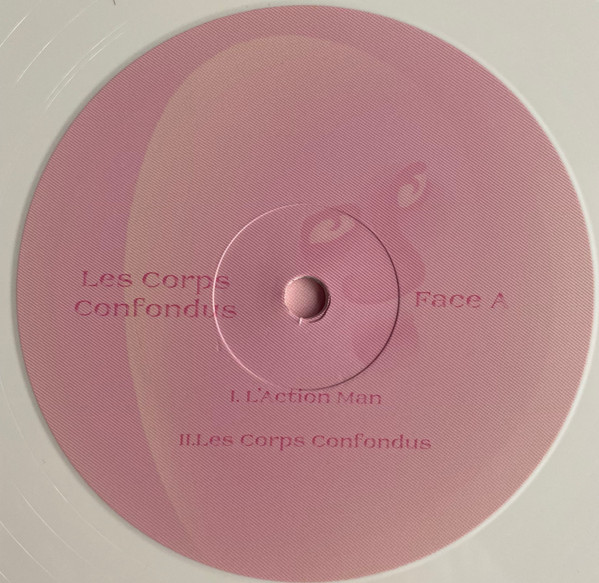 Les Corps
Confondus
Face A
I. L'Action Man
II.Les Corps Confondus